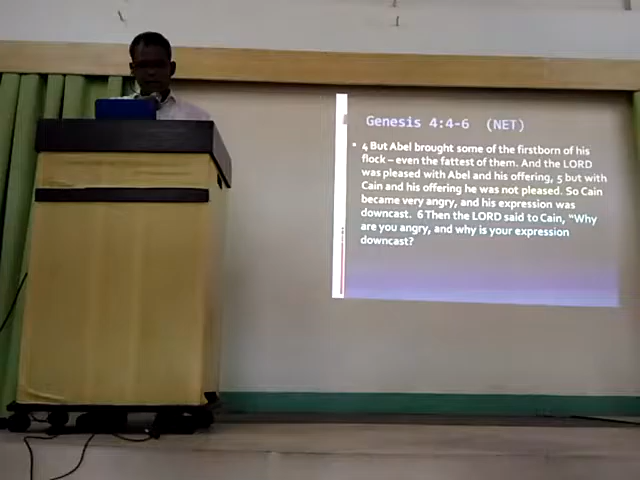 Genesis 4:4-6 (NET)
4 But Abel brought some of the firstborn of his
flock – even the fattest of them. And the LORD
was pleased with Abel and his offering, 5 but with
Cain and his offering he was not pleased. So Cain
became very angry, and his expression was
downcast. 6 Then the LORD said to Cain, “Why
are you angry, and why is your expression
downcast?